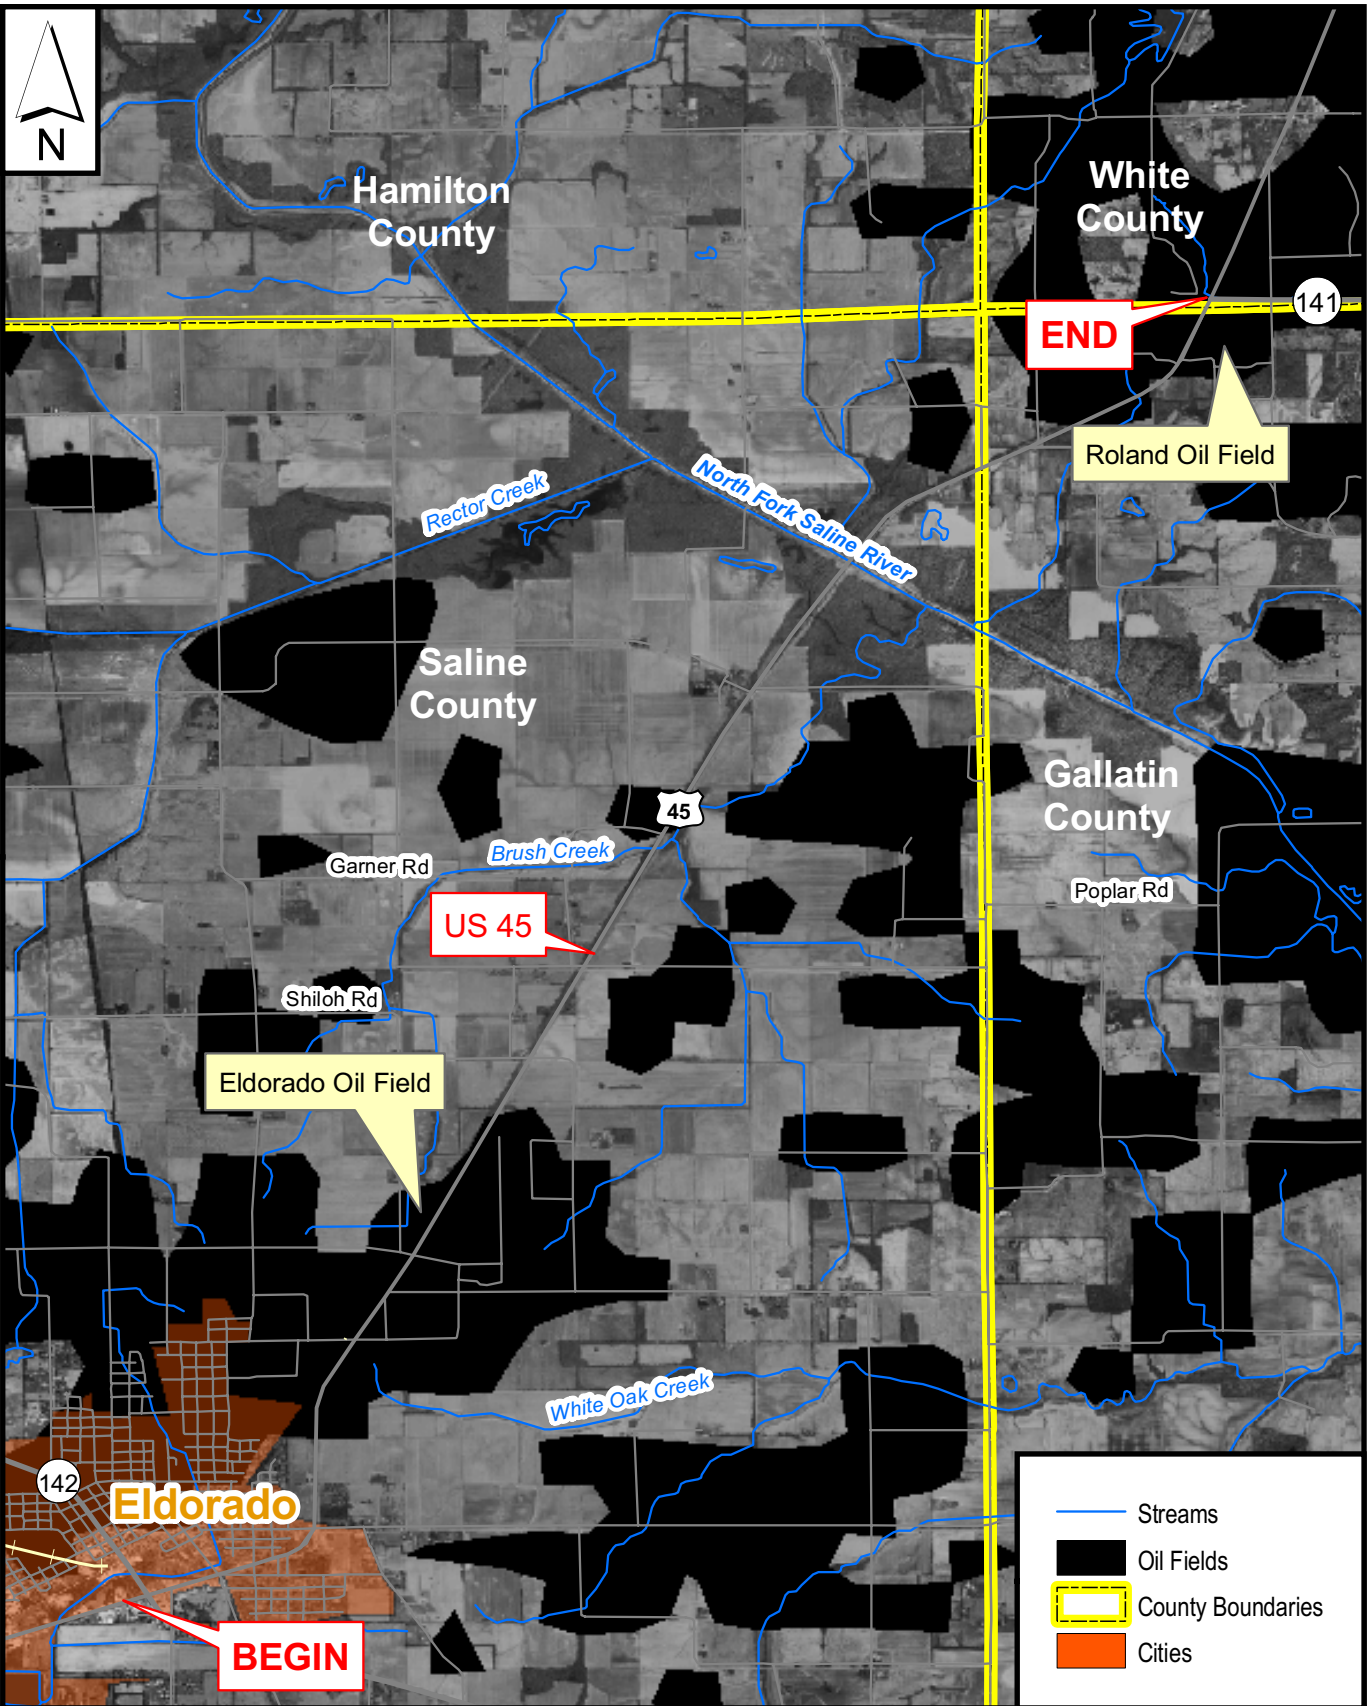 N
Hamilton
County
White
County
141
END
Roland Oil Field
North Fork Saline River
Rector Creek
Saline
County
Gallatin
County
45
Brush Creek
Garner Rd
Poplar Rd
US 45
Shiloh Rd
Eldorado Oil Field
White Oak Creek
142
Eldorado
BEGIN
Streams
Oil Fields
County Boundaries
Cities